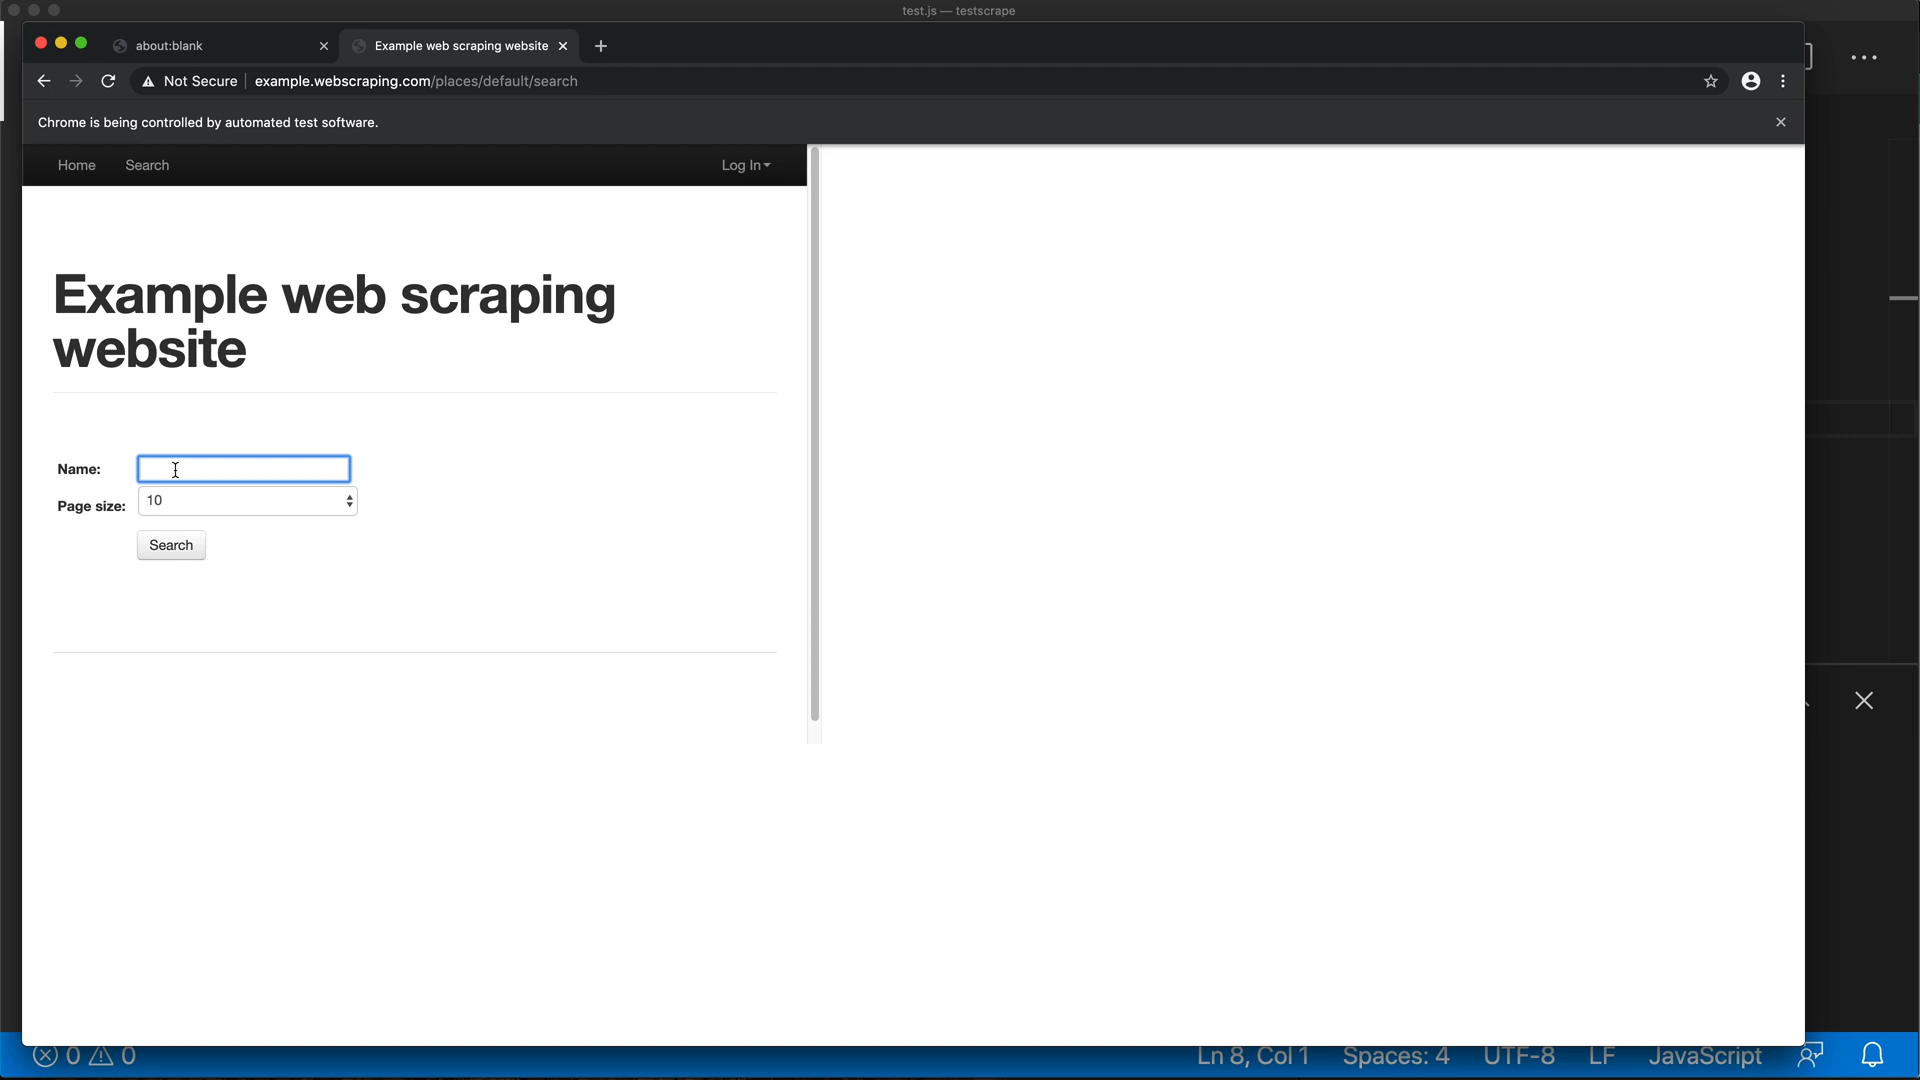 test.js — testscrape
about:blank
Example web scraping website
Not Secure
example.webscraping.com/places/default/search
Chrome is being controlled by automated test software.
Home
Search
Log In
Example web scraping
website
Name:
Page size:
10
Search
0 0
Ln 8, Col 1
Spaces: 4
UTF-8
LF
JavaScript